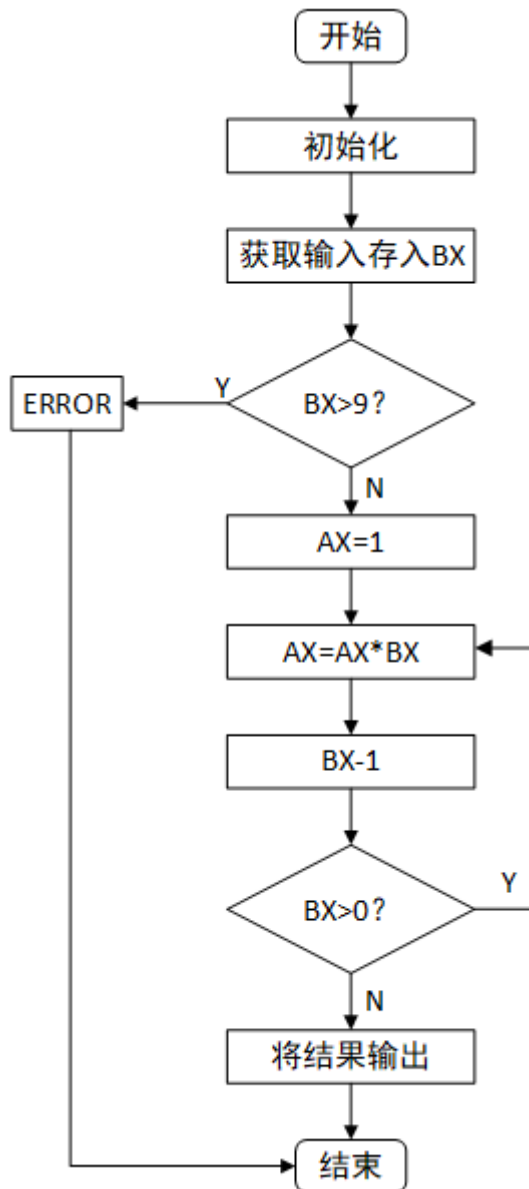 开始
初始化
获取输入存入BX
BX>9?
Y
ERROR
N
AX=1
AX=AX*BX
BX-1
BX>0?
Y
N
将结果输出
结束